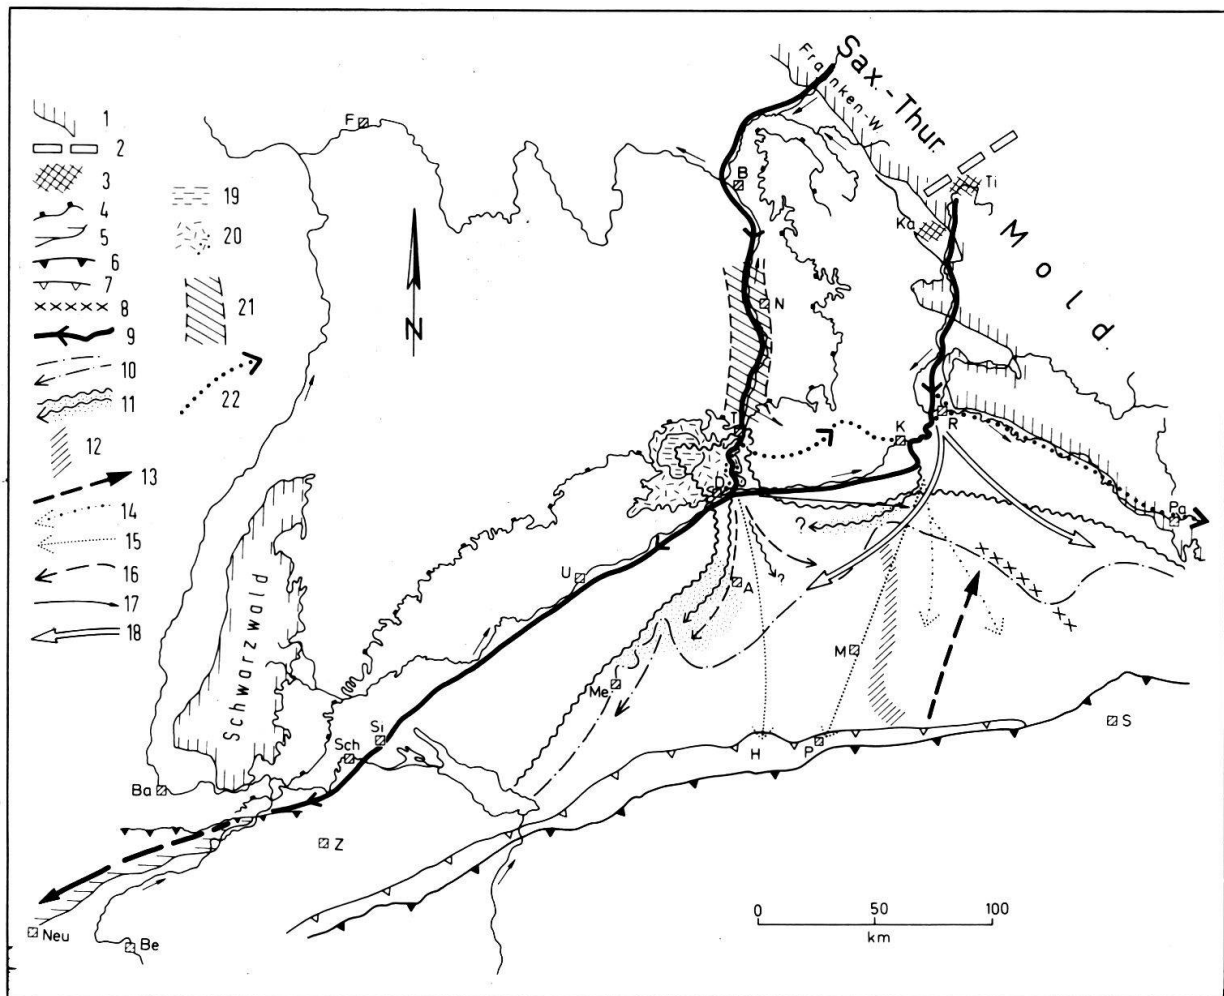 Sax.-Thur.
Franken-W.
Mold.
Schwarzwald
1
2
3
4
5
6
7
8
9
10
11
12
13
14
15
16
17
18
19
20
21
22
N
F
B
N
Ti
Ka
T
K
R
D
Pa
U
A
?
?
M
Me
Si
Sch
H
P
S
Ba
Z
Neu
Be
0 50 100
km